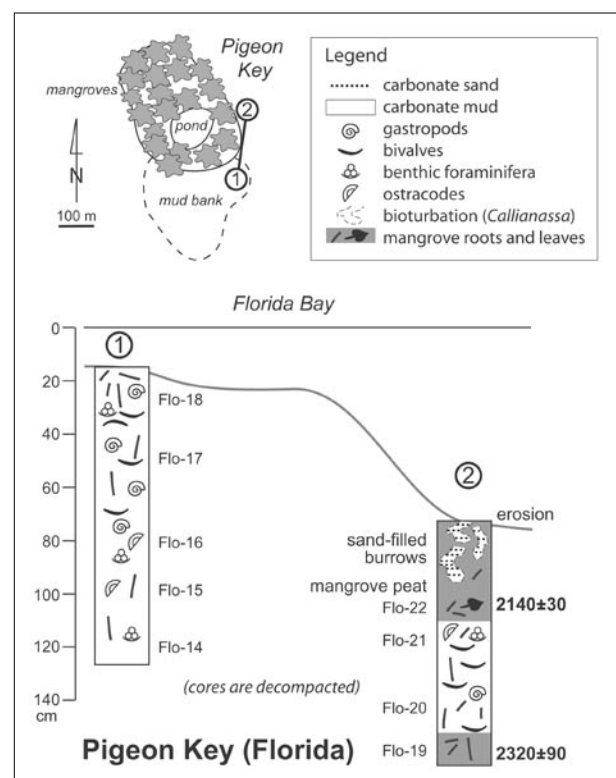 Pigeon
Key
mangroves
2
pond
1
N
mud bank
100 m
Legend
carbonate sand
carbonate mud
gastropods
bivalves
benthic foraminifera
ostracodes
bioturbation (Callianassa)
mangrove roots and leaves
Florida Bay
0
20
40
60
80
100
120
140
cm
1
Flo-18
Flo-17
Flo-16
Flo-15
Flo-14
2
erosion
sand-filled
burrows
mangrove peat
Flo-22
2140±30
Flo-21
Flo-20
Flo-19
2320±90
(cores are decompacted)
Pigeon Key (Florida)